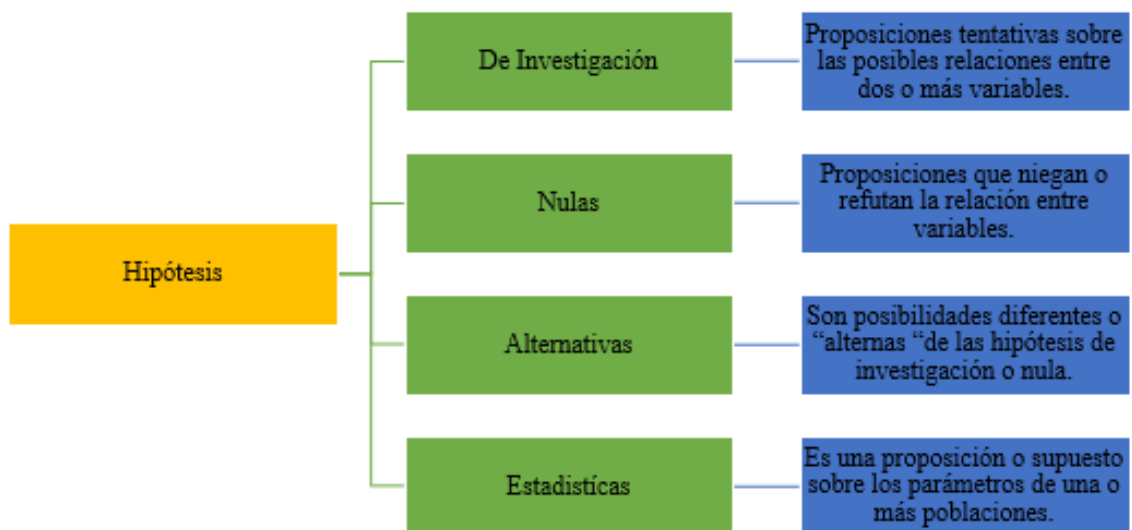 Hipótesis
De Investigación
Proposiciones tentativas sobre
las posibles relaciones entre
dos o más variables.
Nulas
Proposiciones que niegan o
refutan la relación entre
variables.
Alternativas
Son posibilidades diferentes o
“alternas “de las hipótesis de
investigación o nula.
Estadistícas
Es una proposición o supuesto
sobre los parámetros de una o
más poblaciones.